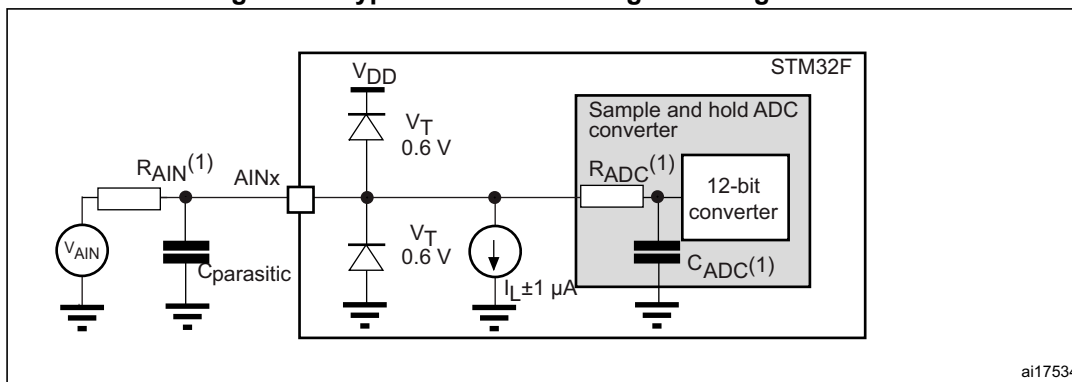 STM32F
VDD
Sample and hold ADC
converter
VT
0.6 V
RAIN(1)
AINx
RADC(1)
12-bit
converter
VAIN
Cparasitic
VT
0.6 V
IL±1 µA
CADC(1)
ai17534